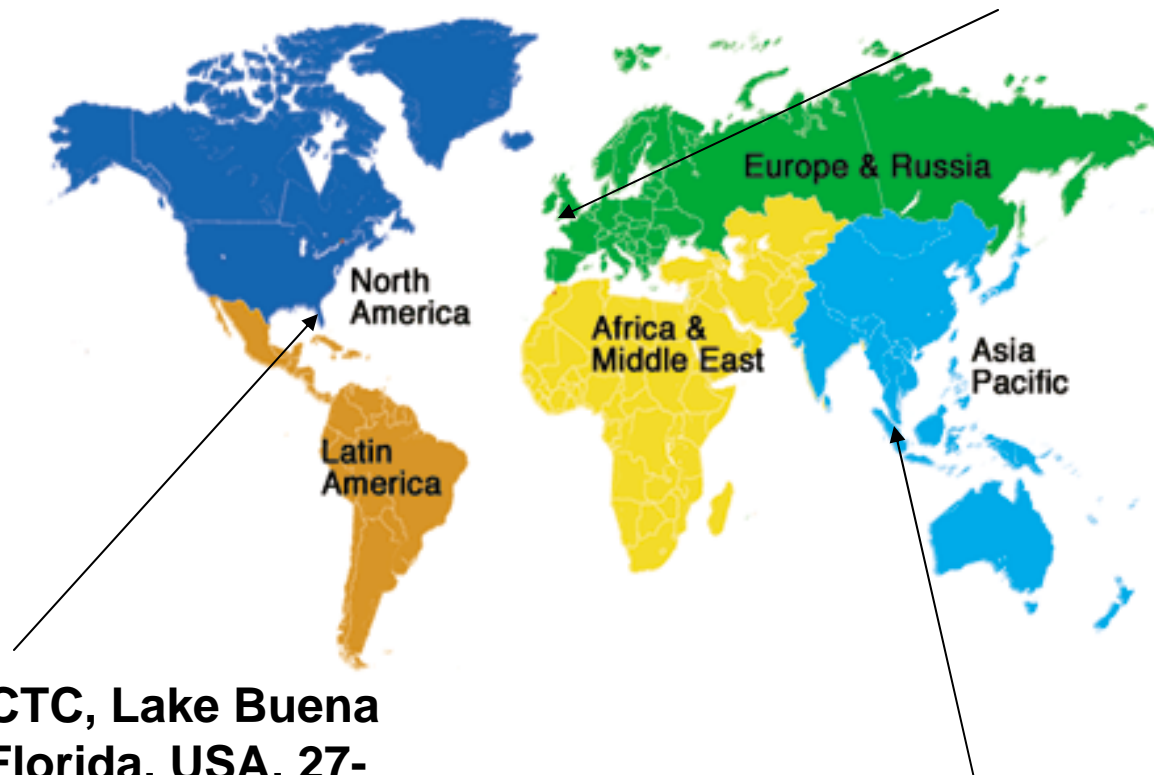 Europe & Russia
North
America
Africa &
Middle East
Asia
Pacific
Latin
America
CTC, Lake Buena
Florida, USA, 27-